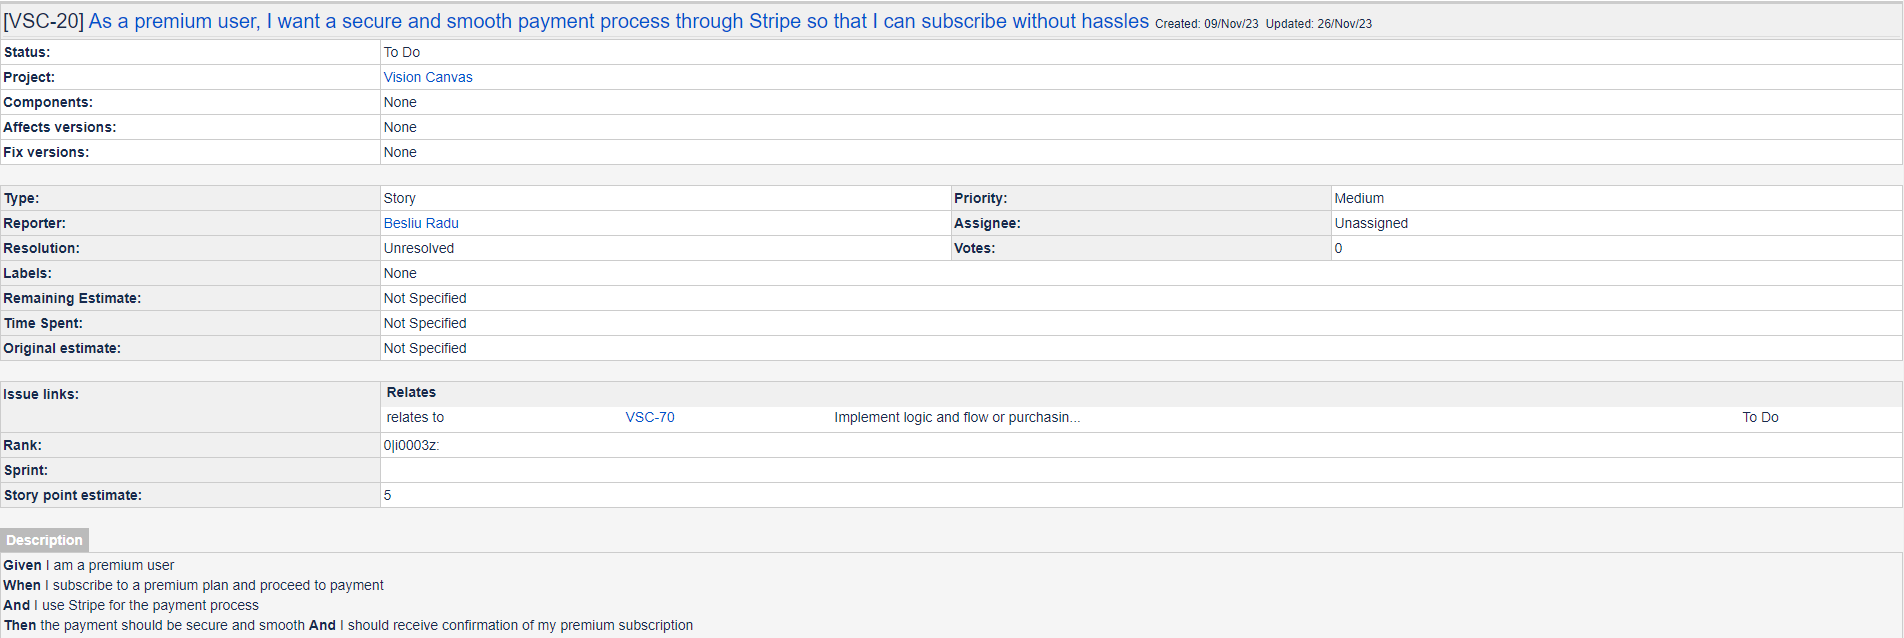 [VSC-20] As a premium user, I want a secure and smooth payment process through Stripe so that I can subscribe without hassles Created: 09/Nov/23 Updated: 26/Nov/23
Status: To Do
Project: Vision Canvas
Components: None
Affects versions: None
Fix versions: None
Type: Story Priority: Medium
Reporter: Besliu Radu Assignee: Unassigned
Resolution: Unresolved Votes: 0
Labels: None
Remaining Estimate: Not Specified
Time Spent: Not Specified
Original estimate: Not Specified
Issue links: Relates
relates to VSC-70 Implement logic and flow or purchasin... To Do
Rank: 0|i0003z:
Sprint:
Story point estimate: 5
Description
Given I am a premium user
When I subscribe to a premium plan and proceed to payment
And I use Stripe for the payment process
Then the payment should be secure and smooth And I should receive confirmation of my premium subscription